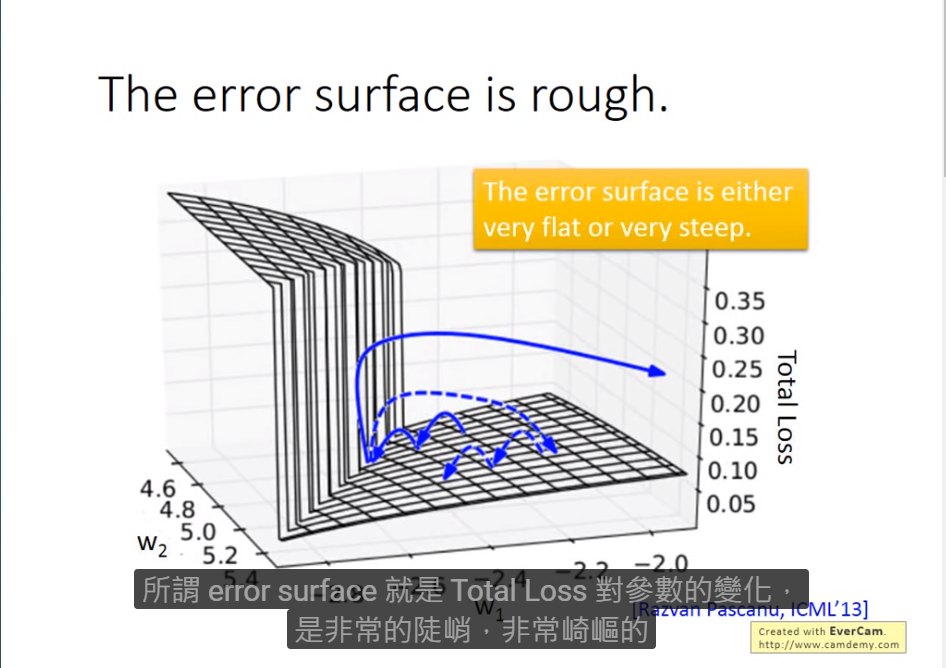 The error surface is rough.
The error surface is either
very flat or very steep.
0.35
0.30
0.25
0.20
0.15
0.10
0.05
Total Loss
4.6
4.8
5.0
5.2
5.4
w2
-2.4
-2.2
-2.0
w1
所謂 error surface 就是 Total Loss 對參數的變化，
是非常的陡峭，非常崎嶇的
[Razvan Pascanu, ICML'13]
Created with EverCam.
http://www.camdemy.com